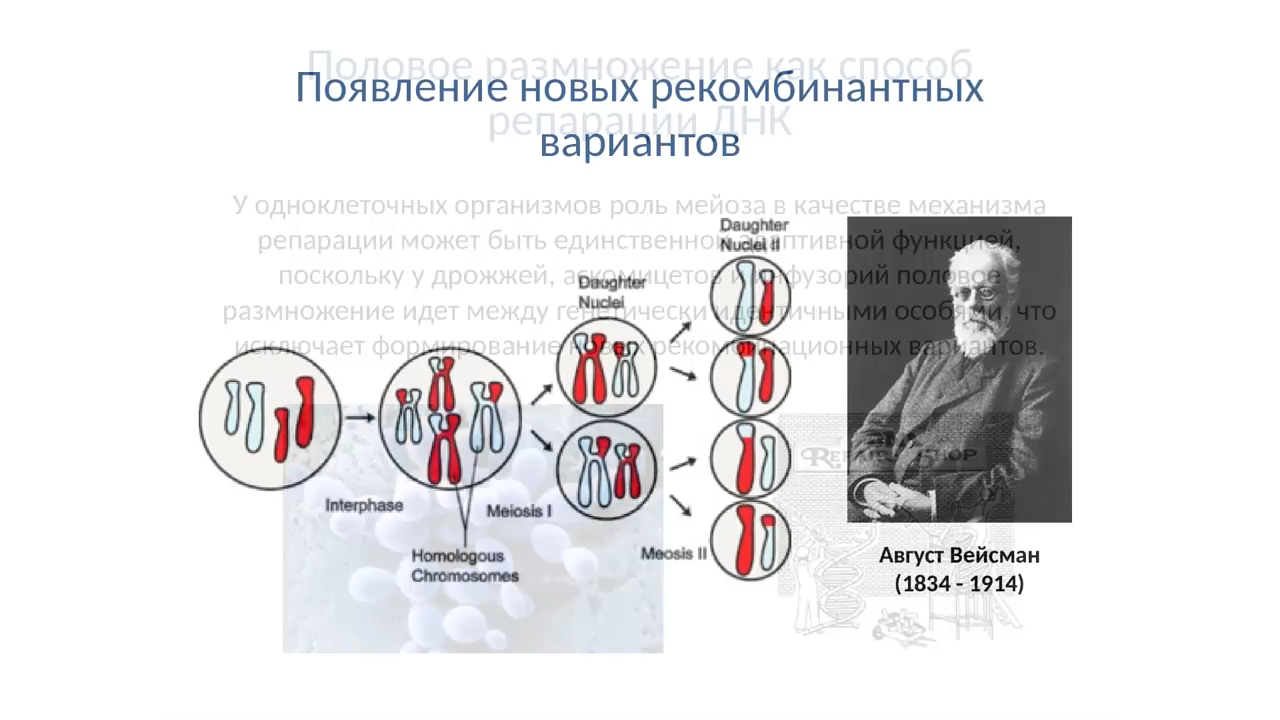 Половое размножение как способ
репарации ДНК
Появление новых рекомбинантных
вариантов
У одноклеточных организмов роль мейоза в качестве механизма
репарации может быть единственной адаптивной функцией,
поскольку у дрожжей, аскомицетов и инфузорий половое
размножение идет между генетически идентичными особями, что
исключает формирование новых рекомбинационных вариантов.
Daughter
Nuclei II
Daughter
Nuclei
Interphase
Meiosis I
Homologous
Chromosomes
Meosis II
REPAIR SHOP
Август Вейсман
(1834 - 1914)